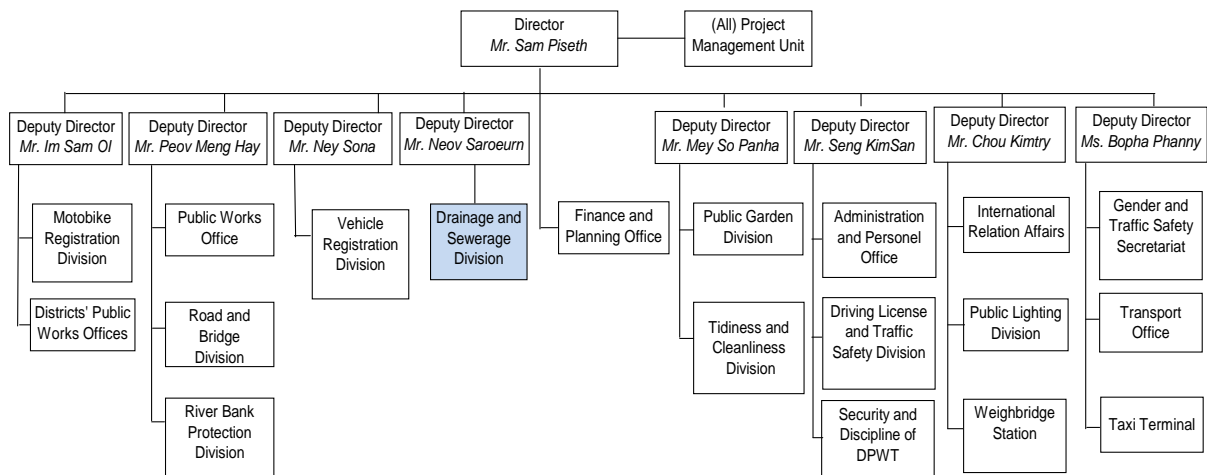 Director
Mr. Sam Piseth
(All) Project
Management Unit
Deputy Director
Mr. Im Sam Ol
Deputy Director
Mr. Peov Meng Hay
Deputy Director
Mr. Ney Sona
Deputy Director
Mr. Neov Saroeurn
Deputy Director
Mr. Mey So Panha
Deputy Director
Mr. Seng KimSan
Deputy Director
Mr. Chou Kimtry
Deputy Director
Ms. Bopha Phanny
Motobike
Registration
Division
Districts' Public
Works Offices
Public Works
Office
Road and
Bridge
Division
River Bank
Protection
Division
Vehicle
Registration
Division
Drainage and
Sewerage
Division
Finance and
Planning Office
Public Garden
Division
Tidiness and
Cleanliness
Division
Administration
and Personel
Office
Driving License
and Traffic
Safety Division
Security and
Discipline of
DPWT
International
Relation Affairs
Public Lighting
Division
Weighbridge
Station
Gender and
Traffic Safety
Secretariat
Transport
Office
Taxi Terminal